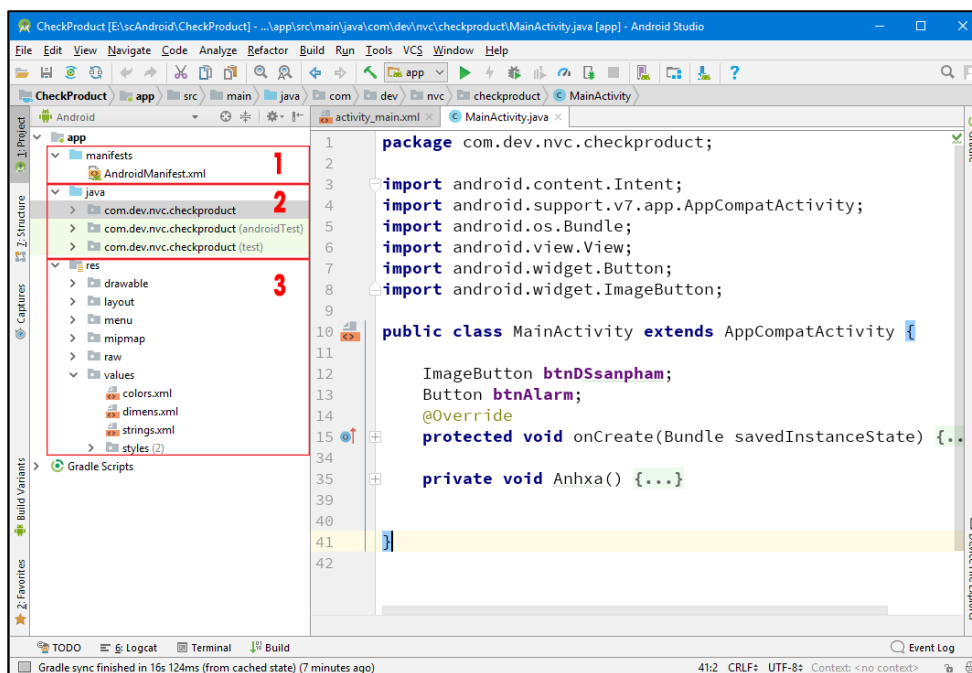 CheckProduct [E:\scAndroid\CheckProduct] - ...\app\src\main\java\com\dev\nvc\checkproduct\MainActivity.java [app] - Android Studio
File Edit View Navigate Code Analyze Refactor Build Run Tools VCS Window Help
app
CheckProduct app src main java com dev nvc checkproduct MainActivity
Android
activity_main.xml MainActivity.java
1: Project
7: Structure
Captures
Build Variants
2: Favorites
app
manifests
AndroidManifest.xml
1
java
com.dev.nvc.checkproduct
com.dev.nvc.checkproduct (androidTest)
com.dev.nvc.checkproduct (test)
2
res
drawable
layout
menu
mipmap
raw
values
colors.xml
dimens.xml
strings.xml
styles (2)
3
Gradle Scripts
1 package com.dev.nvc.checkproduct;
2
3 import android.content.Intent;
4 import android.support.v7.app.AppCompatActivity;
5 import android.os.Bundle;
6 import android.view.View;
7 import android.widget.Button;
8 import android.widget.ImageButton;
9
10 public class MainActivity extends AppCompatActivity {
11
12 ImageButton btnDSsanpham;
13 Button btnAlarm;
14 @Override
15 protected void onCreate(Bundle savedInstanceState) {..
34
35 private void Anhxa() {...}
39
40
41 }
42
TODO 6: Logcat Terminal Build Event Log
Gradle sync finished in 16s 124ms (from cached state) (7 minutes ago) 41:2 CRLF UTF-8 Context: <no context>